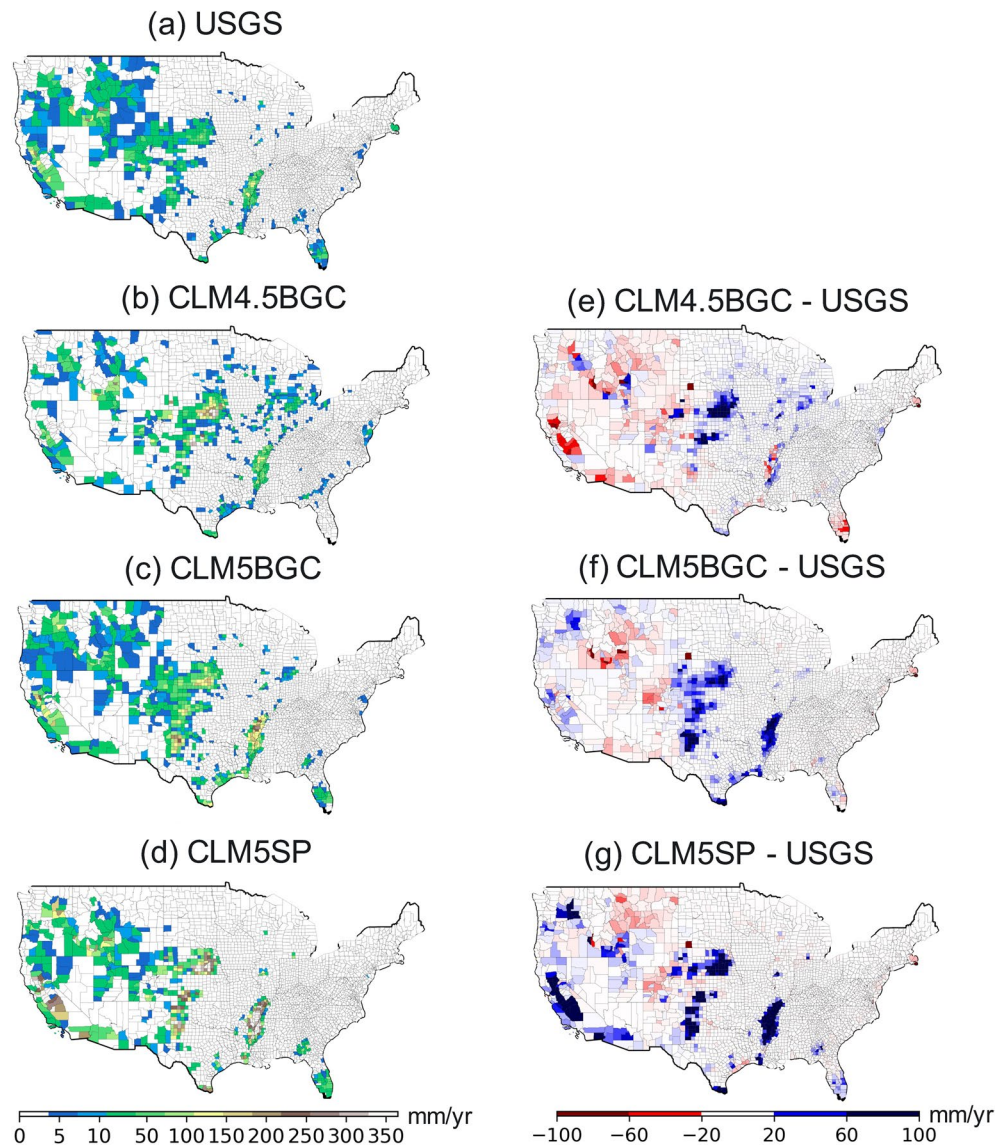 (a) USGS
(b) CLM4.5BGC
(e) CLM4.5BGC - USGS
(c) CLM5BGC
(f) CLM5BGC - USGS
(d) CLM5SP
(g) CLM5SP - USGS
0 5 10 50 100 150 200 250 300 350 mm/yr
−100 −60 −20 20 60 100 mm/yr